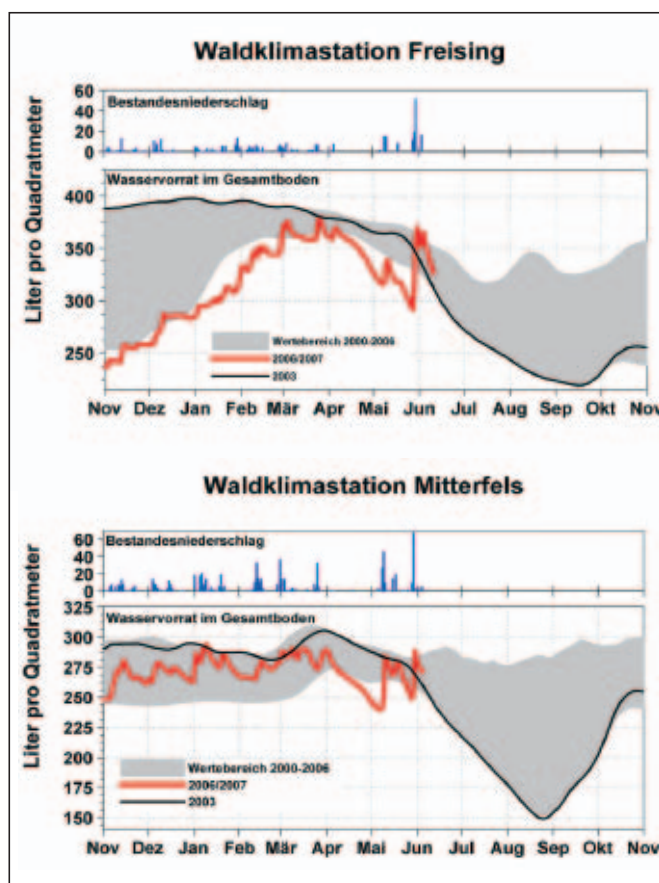 Waldklimastation Freising
Liter pro Quadratmeter
60
40
20
0
Bestandesniederschlag
400
350
300
250
Wasservorrat im Gesamtboden
Wertebereich 2000-2006
2006/2007
2003
Nov Dez Jan Feb Mär Apr Mai Jun Jul Aug Sep Okt Nov
Waldklimastation Mitterfels
Liter pro Quadratmeter
60
40
20
0
Bestandesniederschlag
325
300
275
250
225
200
175
150
Wasservorrat im Gesamtboden
Wertebereich 2000-2006
2006/2007
2003
Nov Dez Jan Feb Mär Apr Mai Jun Jul Aug Sep Okt Nov